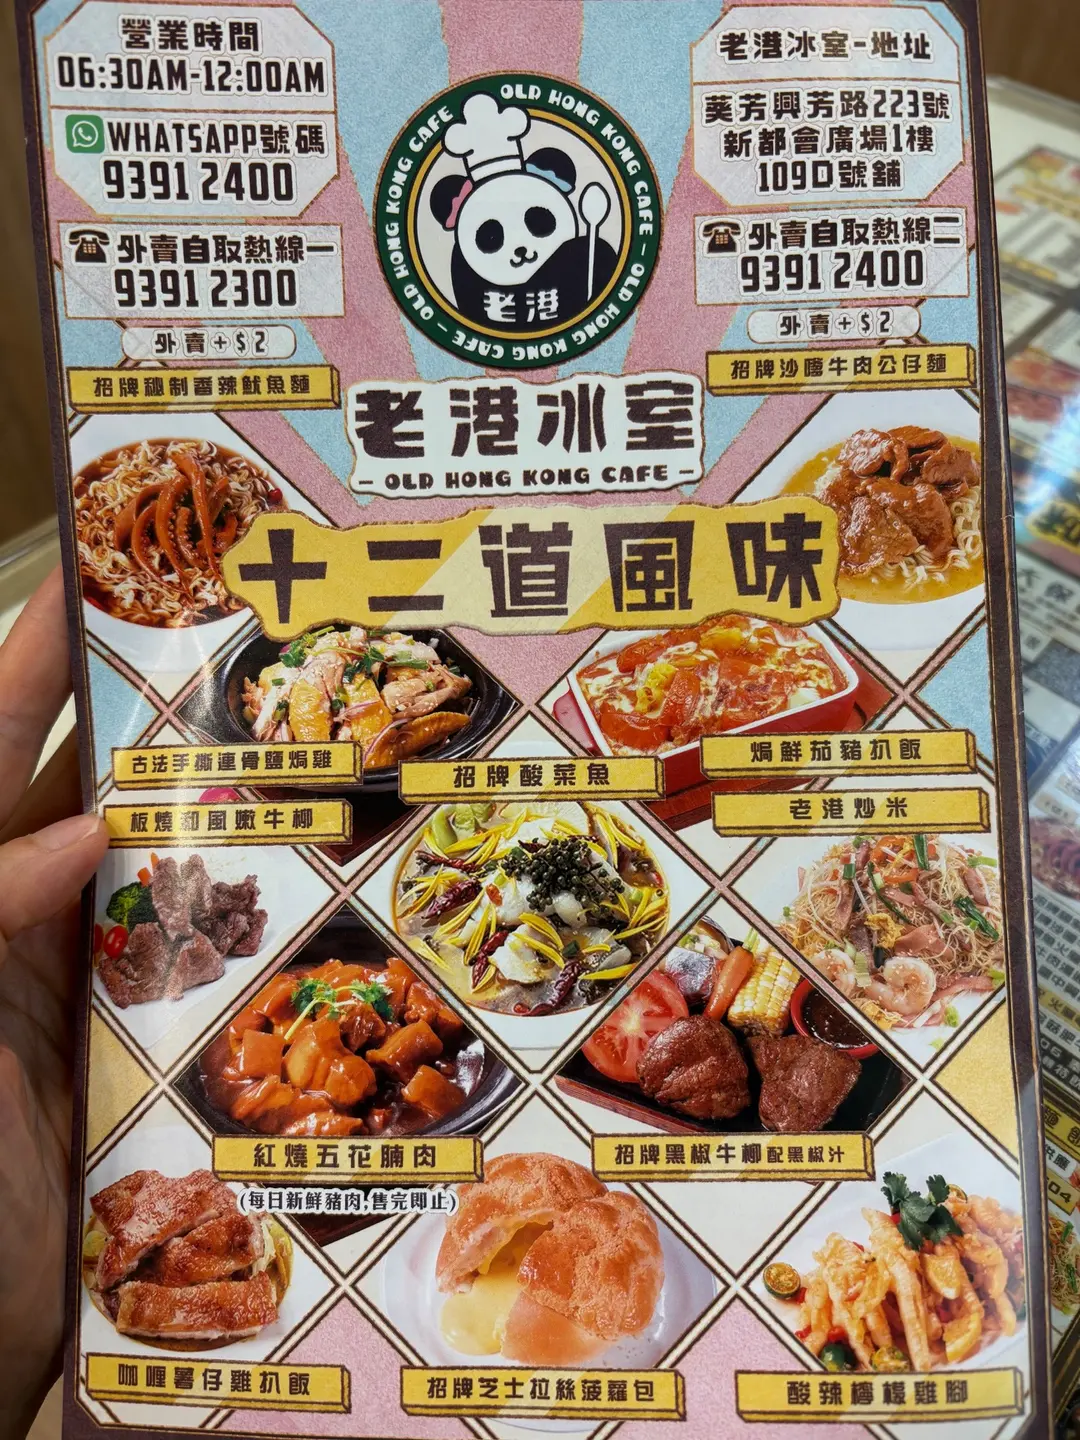 營業時間
06:30AM-12:00AM
WHATSAPP號碼
9391 2400
外賣自取熱線一
9391 2300
外賣+$2
OLD HONG KONG CAFE – OLD HONG KONG CAFE – OLD HONG KONG CAFE –
老港
老港冰室-地址
葵芳興芳路223號
新都會廣場1樓
109D號舖
外賣自取熱線二
9391 2400
外賣+$2
招牌秘制香辣魷魚麵
招牌沙嗲牛肉公仔麵
老港冰室
– OLD HONG KONG CAFE –
十二道風味
古法手撕連骨鹽焗雞
招牌酸菜魚
焗鮮茄豬扒飯
板燒和風嫩牛柳
老港炒米
紅燒五花腩肉
(每日新鮮豬肉,售完即止)
招牌黑椒牛柳配黑椒汁
咖喱薯仔雞扒飯
招牌芝士拉絲菠蘿包
酸辣檸檬雞腳